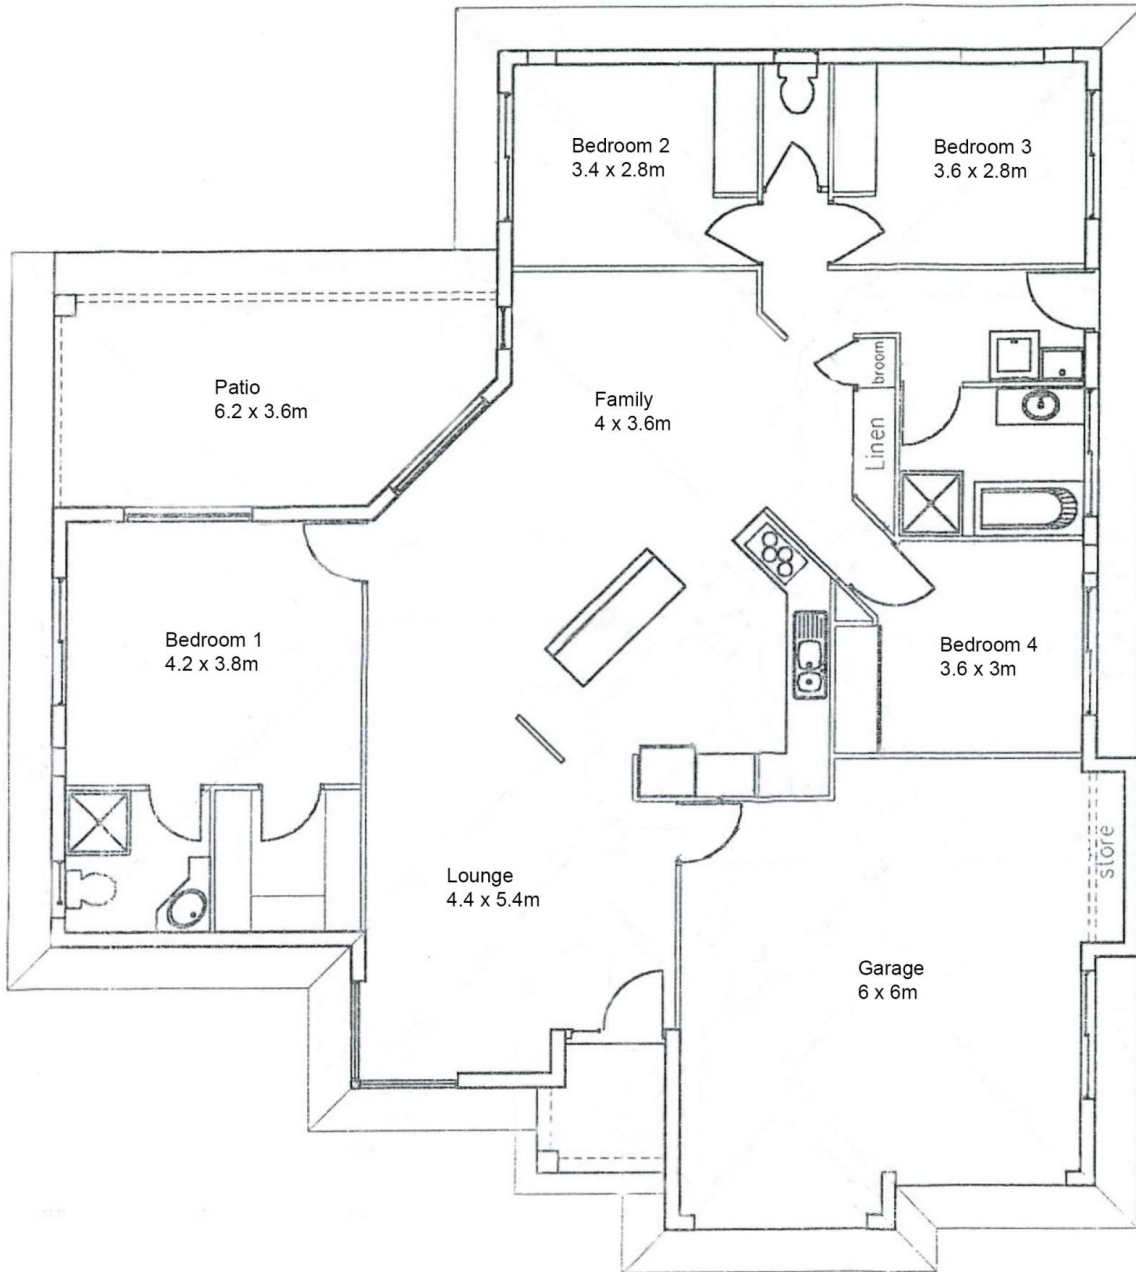 Bedroom 2
3.4 x 2.8m
Bedroom 3
3.6 x 2.8m
Patio
6.2 x 3.6m
Family
4 x 3.6m
broom
Linen
Bedroom 1
4.2 x 3.8m
Bedroom 4
3.6 x 3m
Lounge
4.4 x 5.4m
store
Garage
6 x 6m